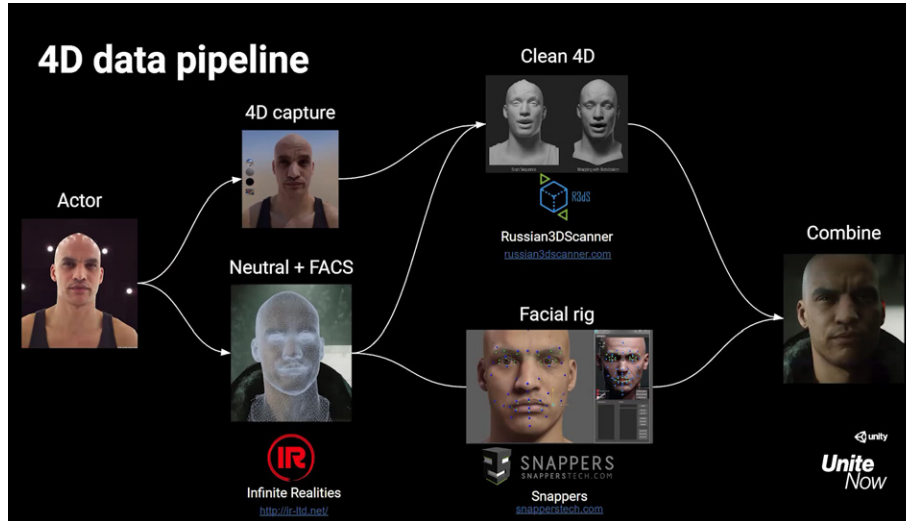 4D data pipeline
Clean 4D
4D capture
Actor
R3dS
Russian3DScanner
russian3dscanner.com
Neutral + FACS
Combine
Facial rig
IR
Infinite Realities
http://ir-ltd.net/
SNAPPERS
SNAPPERSTECH.COM
Snappers
snapperstech.com
unity
Unite
Now